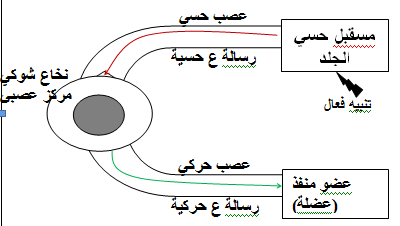 عصب حسي
مستقبل حسي
الجلد
رسالة ع حسية
تنبيه فعال
نخاع شوكي
مركز عصبي
عصب حركي
عضو منفذ
(عضلة)
رسالة ع حركية